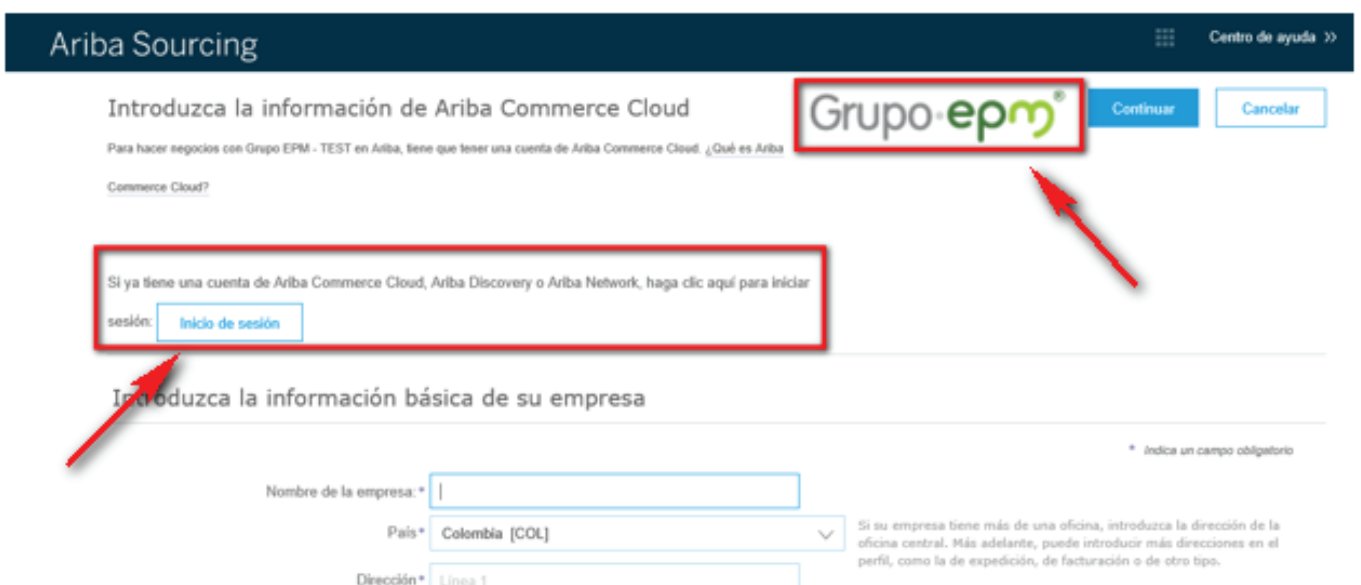 Ariba Sourcing
Centro de ayuda »
Introduzca la información de Ariba Commerce Cloud
Grupo·epm®
Continuar
Cancelar
Para hacer negocios con Grupo EPM - TEST en Ariba, tiene que tener una cuenta de Ariba Commerce Cloud. ¿Qué es Ariba
Commerce Cloud?
Si ya tiene una cuenta de Ariba Commerce Cloud, Ariba Discovery o Ariba Network, haga clic aquí para iniciar
sesión: Inicio de sesión
Introduzca la información básica de su empresa
* Indica un campo obligatorio
Nombre de la empresa:*
País* Colombia [COL]
Si su empresa tiene más de una oficina, introduzca la dirección de la
oficina central. Más adelante, puede introducir más direcciones en el
perfil, como la de expedición, de facturación o de otro tipo.
Dirección* Línea 1